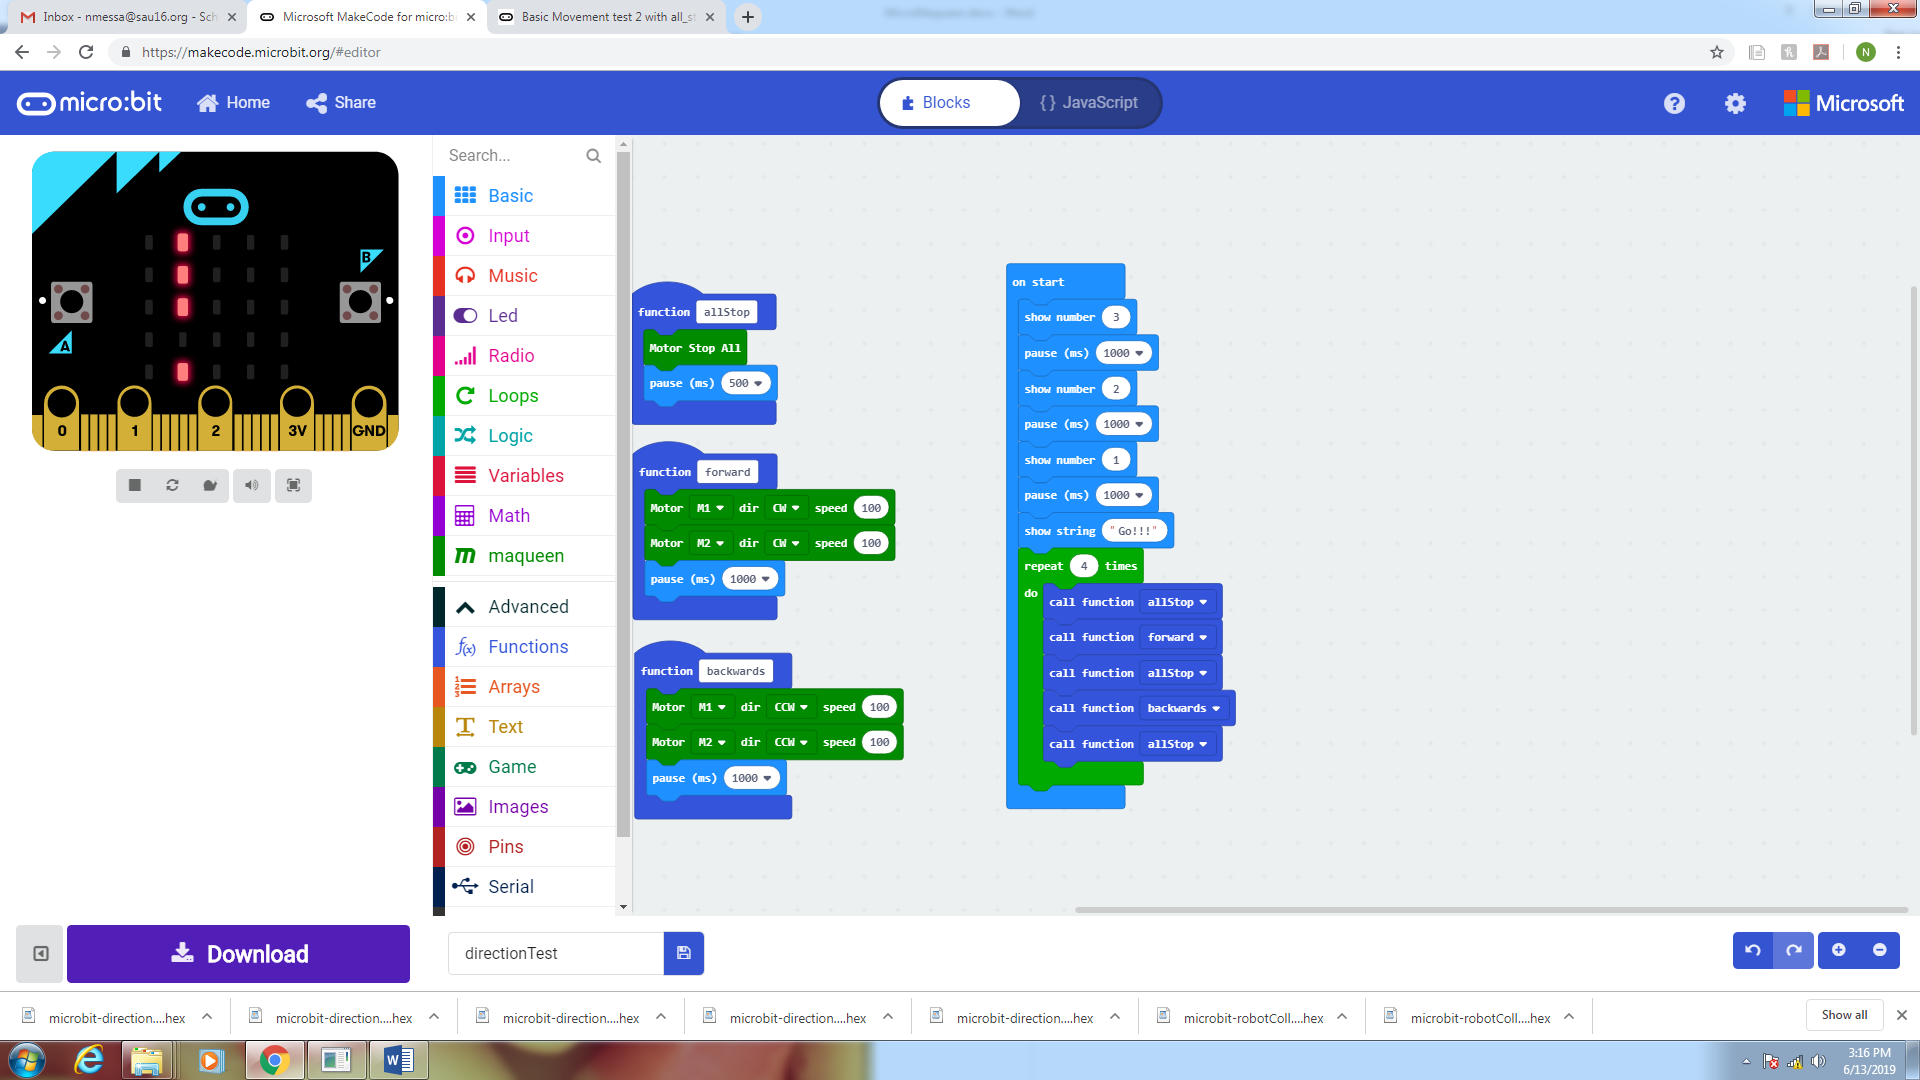 Inbox - nmessa@sau16.org - Sch
Microsoft MakeCode for micro:bi
Basic Movement test 2 with all_st
https://makecode.microbit.org/#editor
N
micro:bit
Home
Share
Blocks
{ } JavaScript
?
Microsoft
B
A
0
1
2
3V
GND
Search...
Basic
Input
Music
Led
Radio
Loops
Logic
Variables
Math
maqueen
Advanced
Functions
Arrays
Text
Game
Images
Pins
Serial
function allStop
Motor Stop All
pause (ms) 500
function forward
Motor M1 dir CW speed 100
Motor M2 dir CW speed 100
pause (ms) 1000
function backwards
Motor M1 dir CCW speed 100
Motor M2 dir CCW speed 100
pause (ms) 1000
on start
show number 3
pause (ms) 1000
show number 2
pause (ms) 1000
show number 1
pause (ms) 1000
show string "Go!!!"
repeat 4 times
do
call function allStop
call function forward
call function allStop
call function backwards
call function allStop
Download
directionTest
microbit-direction....hex
microbit-direction....hex
microbit-direction....hex
microbit-direction....hex
microbit-direction....hex
microbit-robotColl....hex
microbit-robotColl....hex
Show all
3:16 PM
6/13/2019